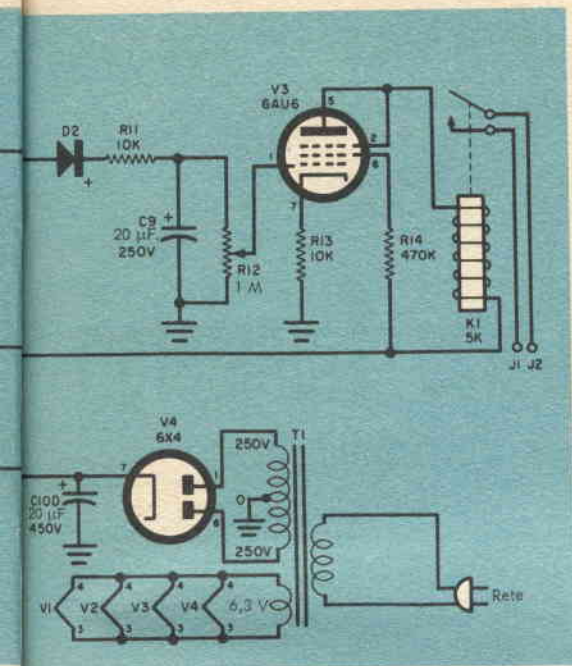 V3
6AU6
5
D2
R11
10K
+
1
2
6
7
+
C9
20 µF.
250V
R12
1 M
R13
10K
R14
470K
K1
5K
J1 J2
V4
6X4
T1
250V
7
1
+
C10D
20 µF
450V
0
6
250V
4 4 4 4
V1 V2 V3 V4 6,3 V
3 3 3 3
Rete